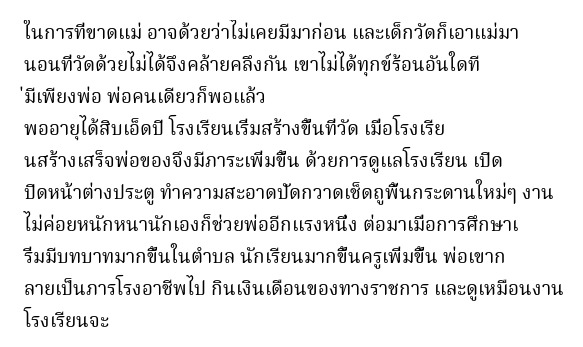 ในการที่ขาดแม่ อาจด้วยว่าไม่เคยมีมาก่อน และเด็กวัดก็เอาแม่มา
นอนที่วัดด้วยไม่ได้จึงคล้ายคลึงกัน เขาไม่ได้ทุกข์ร้อนอันใดที
่มีเพียงพ่อ พ่อคนเดียวก็พอแล้ว
พออายุได้สิบเอ็ดปี โรงเรียนเริ่มสร้างขึ้นที่วัด เมื่อโรงเรีย
นสร้างเสร็จพ่อของจึงมีภาระเพิ่มขึ้น ด้วยการดูแลโรงเรียน เปิด
ปิดหน้าต่างประตู ทำความสะอาดปัดกวาดเช็ดถูพื้นกระดานใหม่ๆ งาน
ไม่ค่อยหนักหนานักเองก็ช่วยพ่ออีกแรงหนึ่ง ต่อมาเมื่อการศึกษาเ
ริ่มมีบทบาทมากขึ้นในตำบล นักเรียนมากขึ้นครูเพิ่มขึ้น พ่อเขาก
ลายเป็นภารโรงอาชีพไป กินเงินเดือนของทางราชการ และดูเหมือนงาน
โรงเรียนจะ